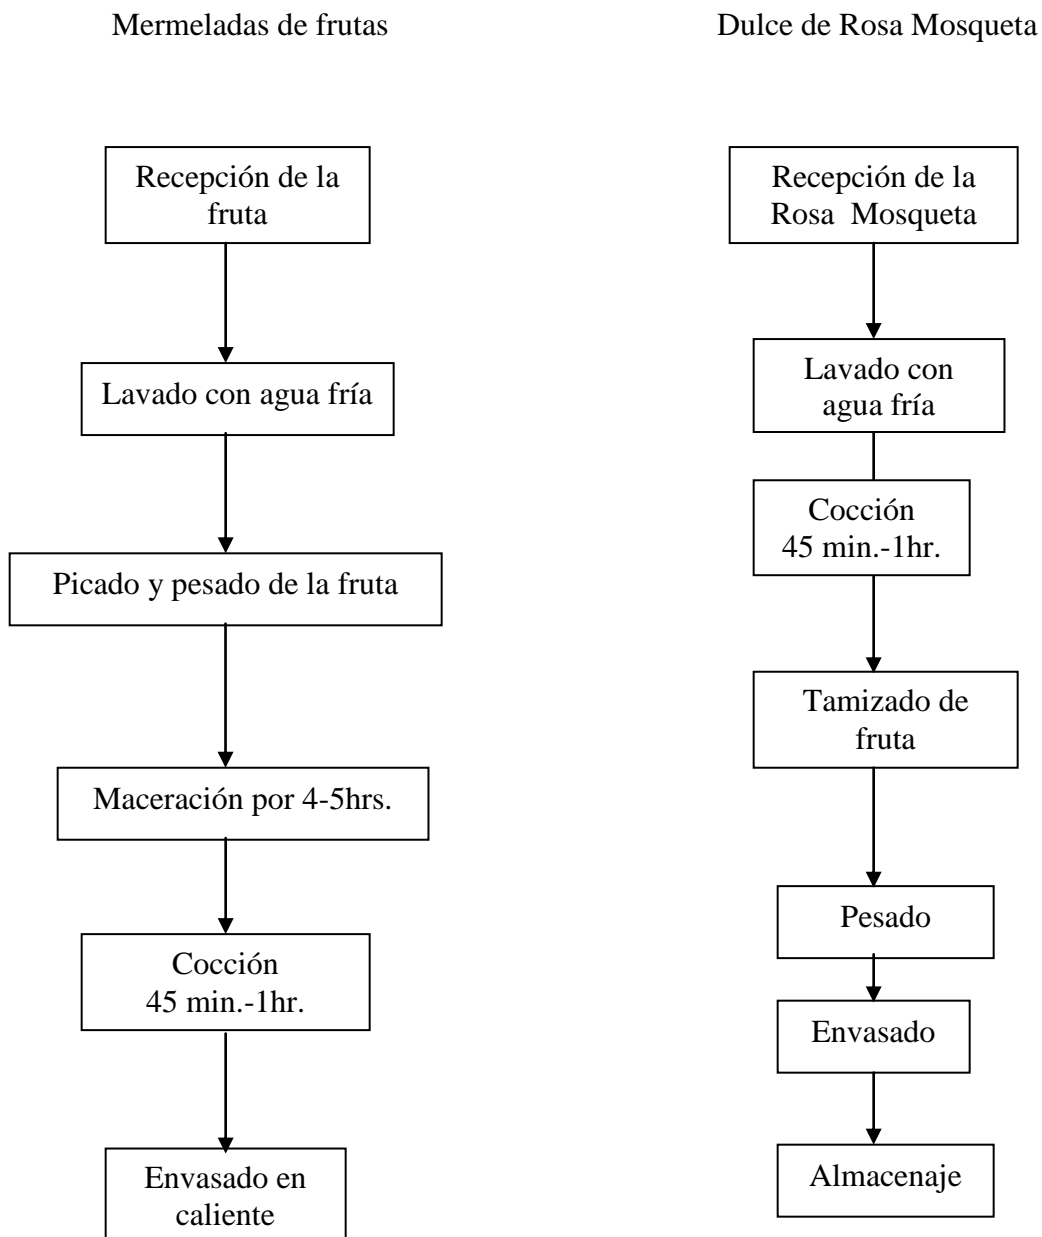 Mermeladas de frutas
Recepción de la
fruta
Lavado con agua fría
Picado y pesado de la fruta
Maceración por 4-5hrs.
Cocción
45 min.-1hr.
Envasado en
caliente
Dulce de Rosa Mosqueta
Recepción de la
Rosa Mosqueta
Lavado con
agua fría
Cocción
45 min.-1hr.
Tamizado de
fruta
Pesado
Envasado
Almacenaje